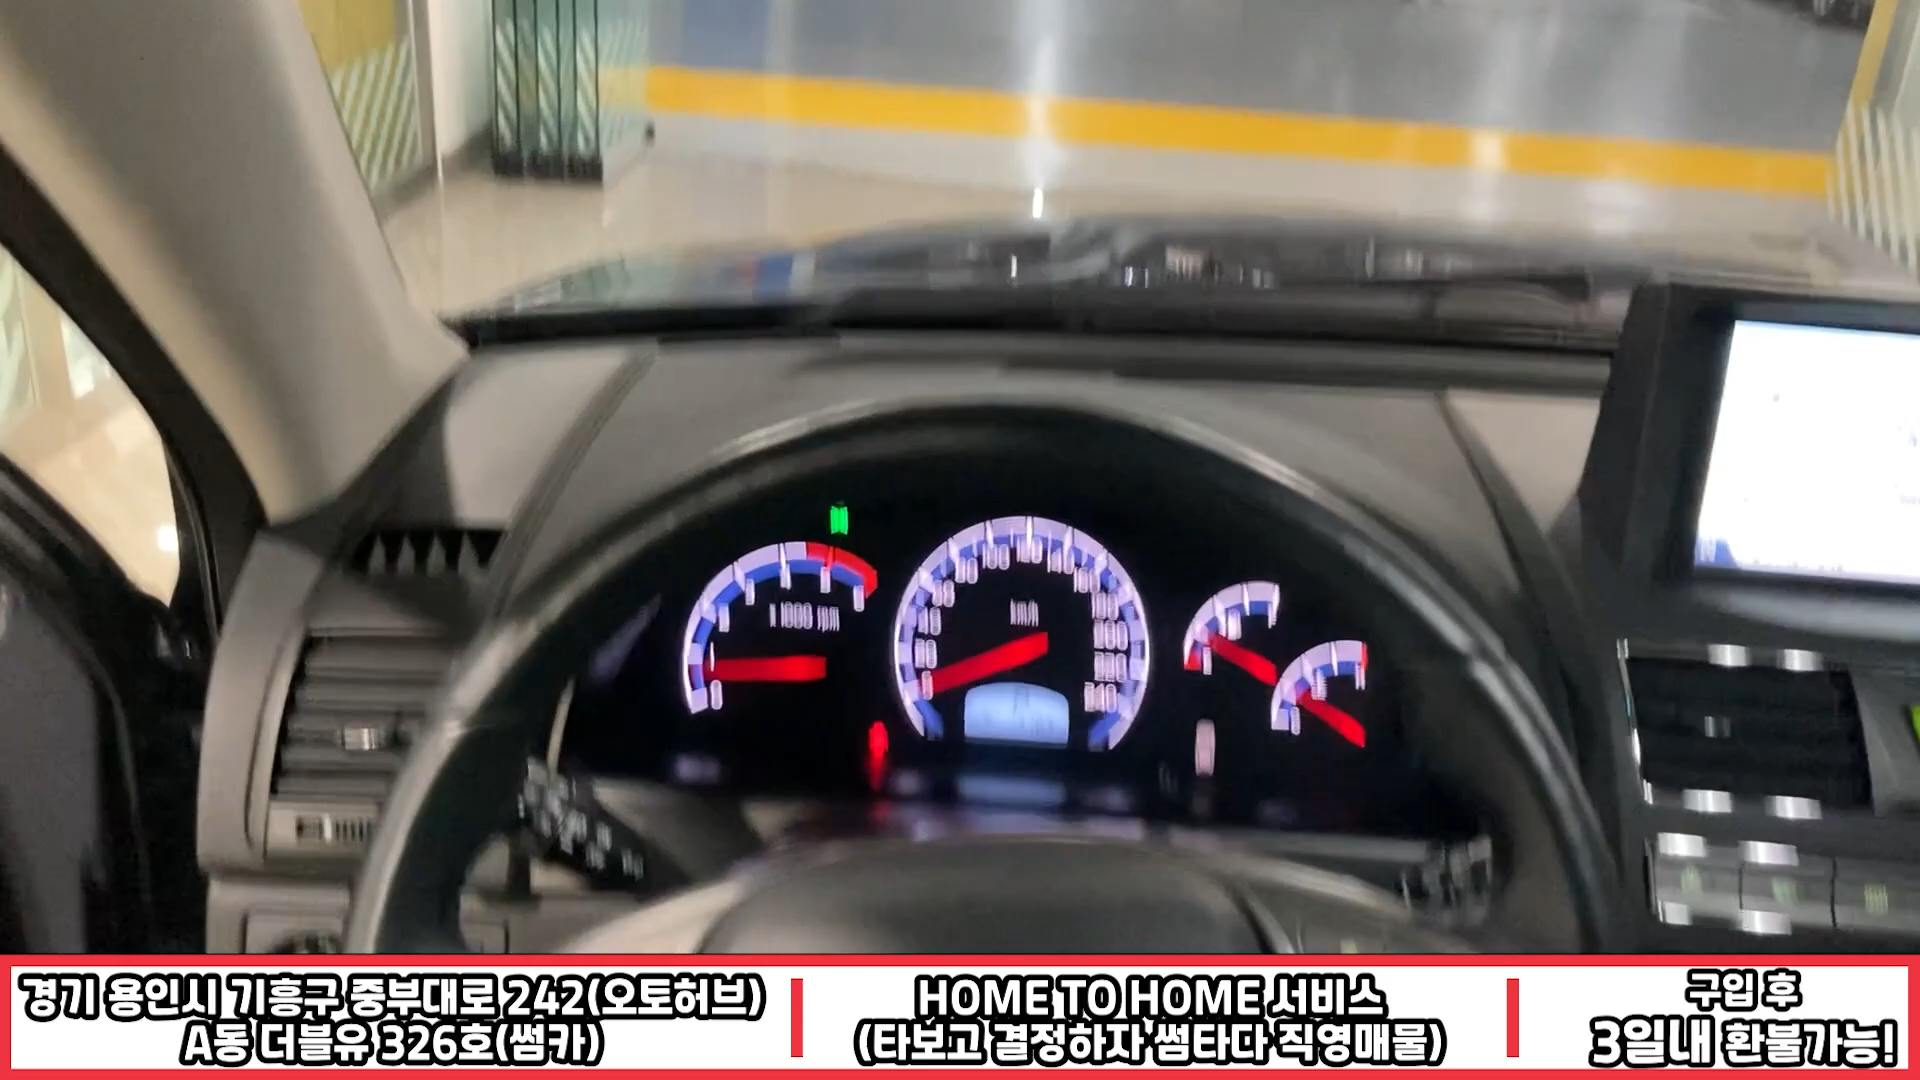 x 1000 rpm
km/h
경기 용인시 기흥구 중부대로 242(오토허브)
A동 더블유 326호(썸카)
HOME TO HOME 서비스
(타보고 결정하자 썸타다 직영매물)
구입 후
3일내 환불가능!